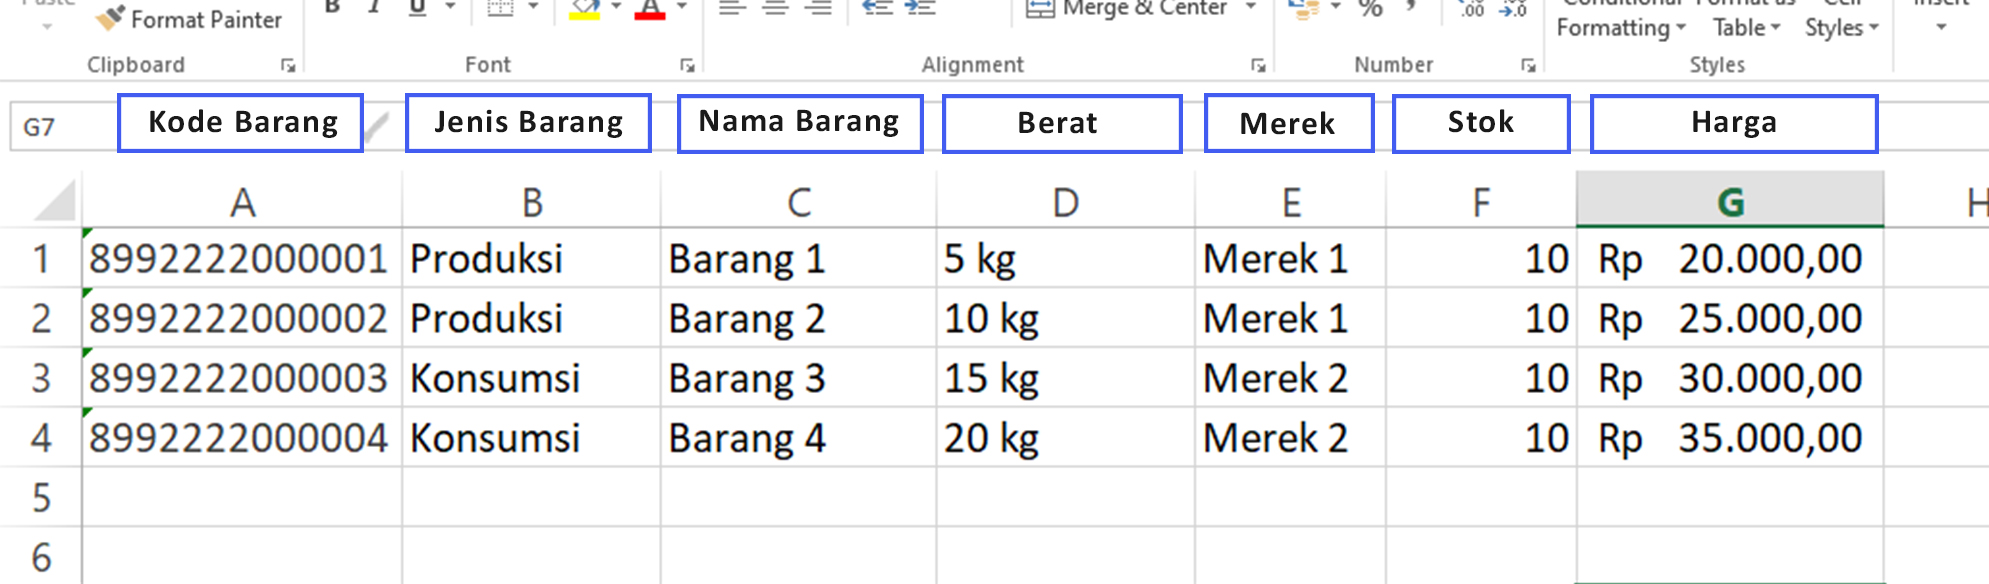 Format Painter
B I U
Merge & Center
% .00 .0
Formatting Table Styles
Clipboard Font Alignment Number Styles
G7 Kode Barang Jenis Barang Nama Barang Berat Merek Stok Harga
A B C D E F G H
1 8992222000001 Produksi Barang 1 5 kg Merek 1 10 Rp 20.000,00
2 8992222000002 Produksi Barang 2 10 kg Merek 1 10 Rp 25.000,00
3 8992222000003 Konsumsi Barang 3 15 kg Merek 2 10 Rp 30.000,00
4 8992222000004 Konsumsi Barang 4 20 kg Merek 2 10 Rp 35.000,00
5
6